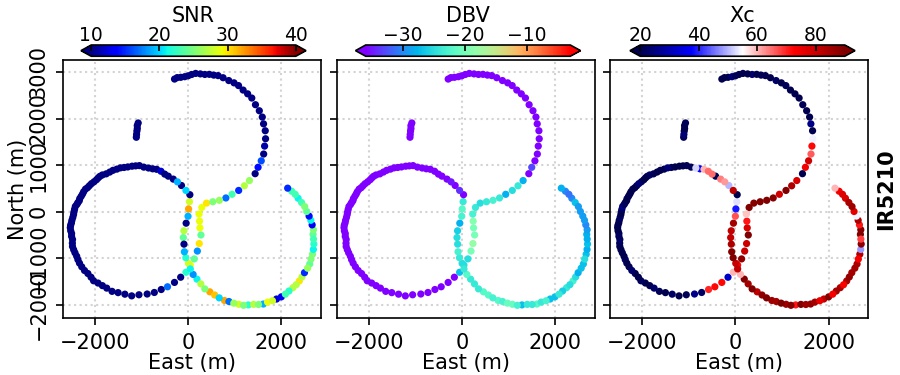 SNR DBV Xc
10 20 30 40 −30 −20 −10 20 40 60 80
3000
2000
1000
0
−1000
−2000
North (m)
−2000 0 2000 −2000 0 2000 −2000 0 2000
East (m) East (m) East (m)
IR5210